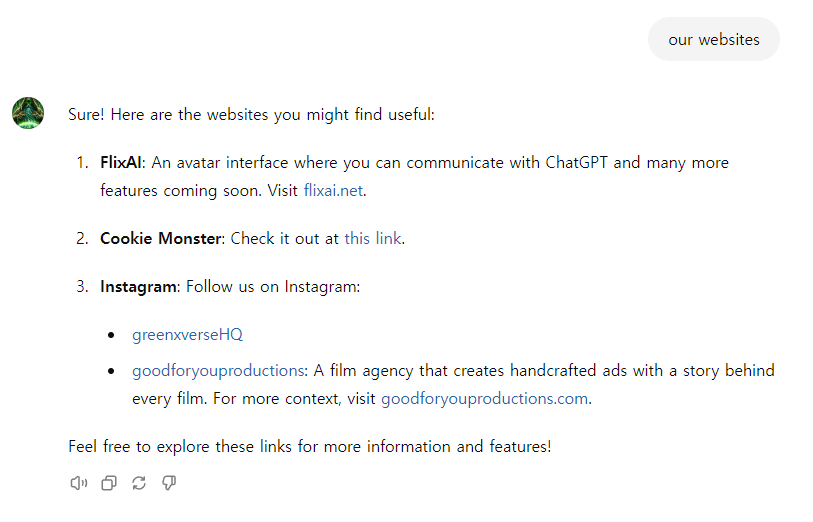 our websites
Sure! Here are the websites you might find useful:
1. FlixAI: An avatar interface where you can communicate with ChatGPT and many more
features coming soon. Visit flixai.net.
2. Cookie Monster: Check it out at this link.
3. Instagram: Follow us on Instagram:
• greenxverseHQ
• goodforyouproductions: A film agency that creates handcrafted ads with a story behind
every film. For more context, visit goodforyouproductions.com.
Feel free to explore these links for more information and features!